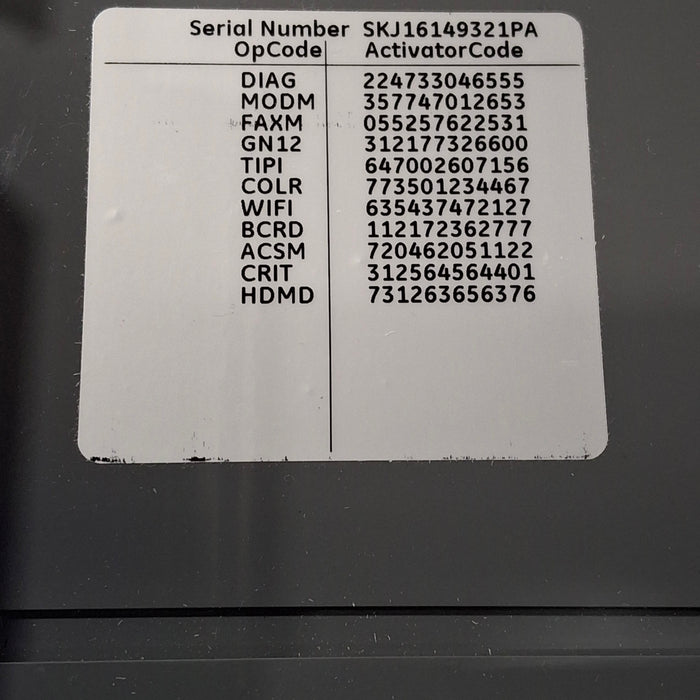 Serial Number SKJ16149321PA
OpCode ActivatorCode
DIAG 224733046555
MODM 357747012653
FAXM 055257622531
GN12 312177326600
TIPI 647002607156
COLR 773501234467
WIFI 635437472127
BCRD 112172362777
ACSM 720462051122
CRIT 312564564401
HDMD 731263656376